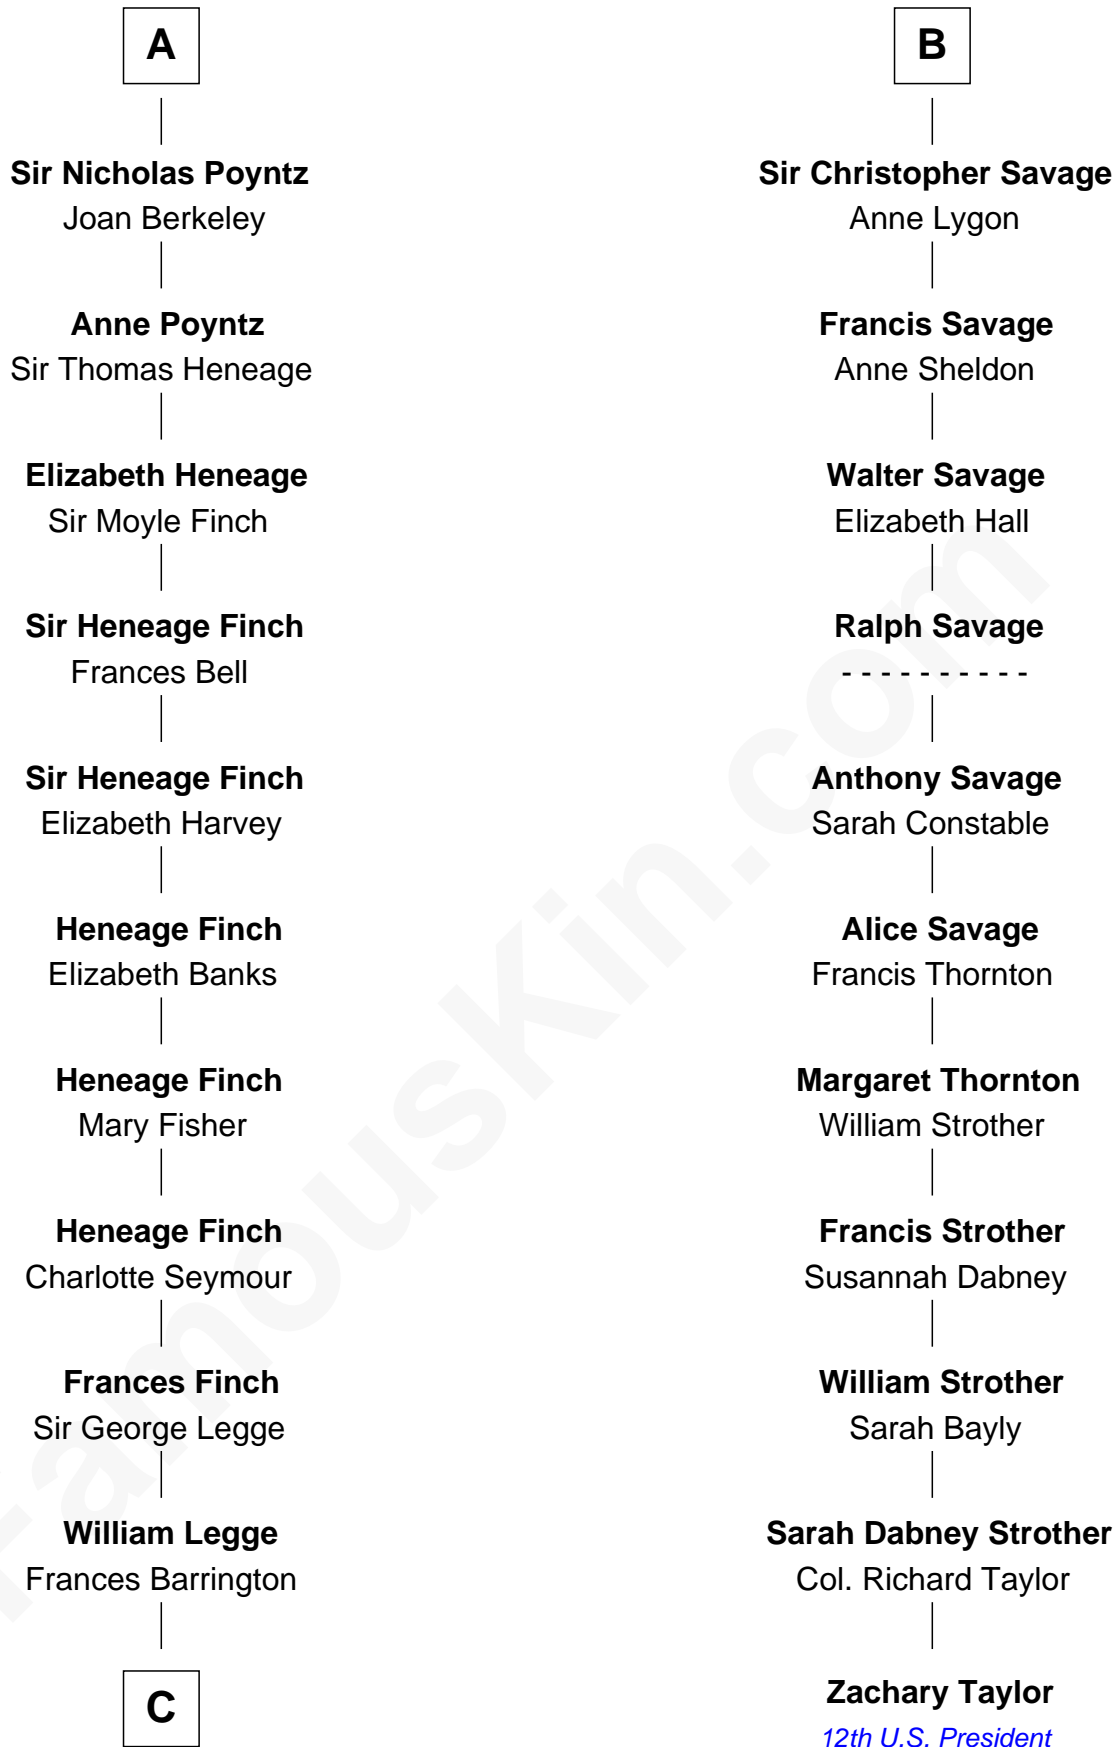 A
Sir Nicholas Poyntz
Joan Berkeley
Anne Poyntz
Sir Thomas Heneage
Elizabeth Heneage
Sir Moyle Finch
Sir Heneage Finch
Frances Bell
Sir Heneage Finch
Elizabeth Harvey
Heneage Finch
Elizabeth Banks
Heneage Finch
Mary Fisher
Heneage Finch
Charlotte Seymour
Frances Finch
Sir George Legge
William Legge
Frances Barrington
C
B
Sir Christopher Savage
Anne Lygon
Francis Savage
Anne Sheldon
Walter Savage
Elizabeth Hall
Ralph Savage
- - - - - - - - - -
Anthony Savage
Sarah Constable
Alice Savage
Francis Thornton
Margaret Thornton
William Strother
Francis Strother
Susannah Dabney
William Strother
Sarah Bayly
Sarah Dabney Strother
Col. Richard Taylor
Zachary Taylor
12th U.S. President
FamousKin.com